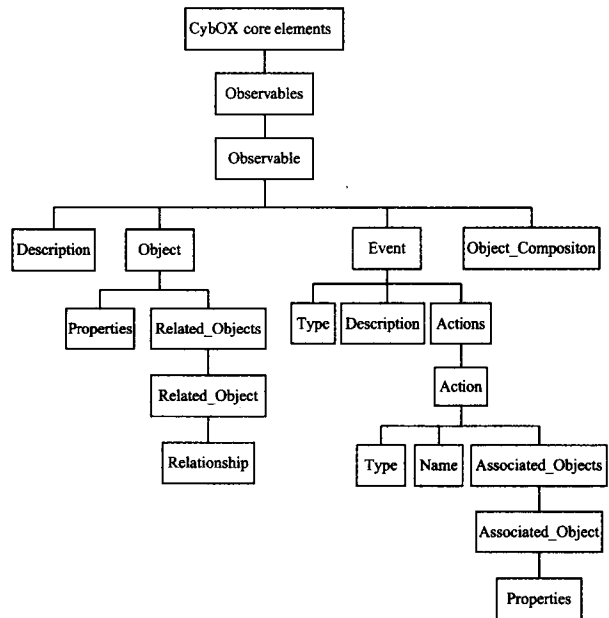 CybOX core elements
Observables
Observable
Description
Object
Event
Object_Compositon
Properties
Related_Objects
Type
Description
Actions
Related_Object
Action
Relationship
Type
Name
Associated_Objects
Associated_Object
Properties